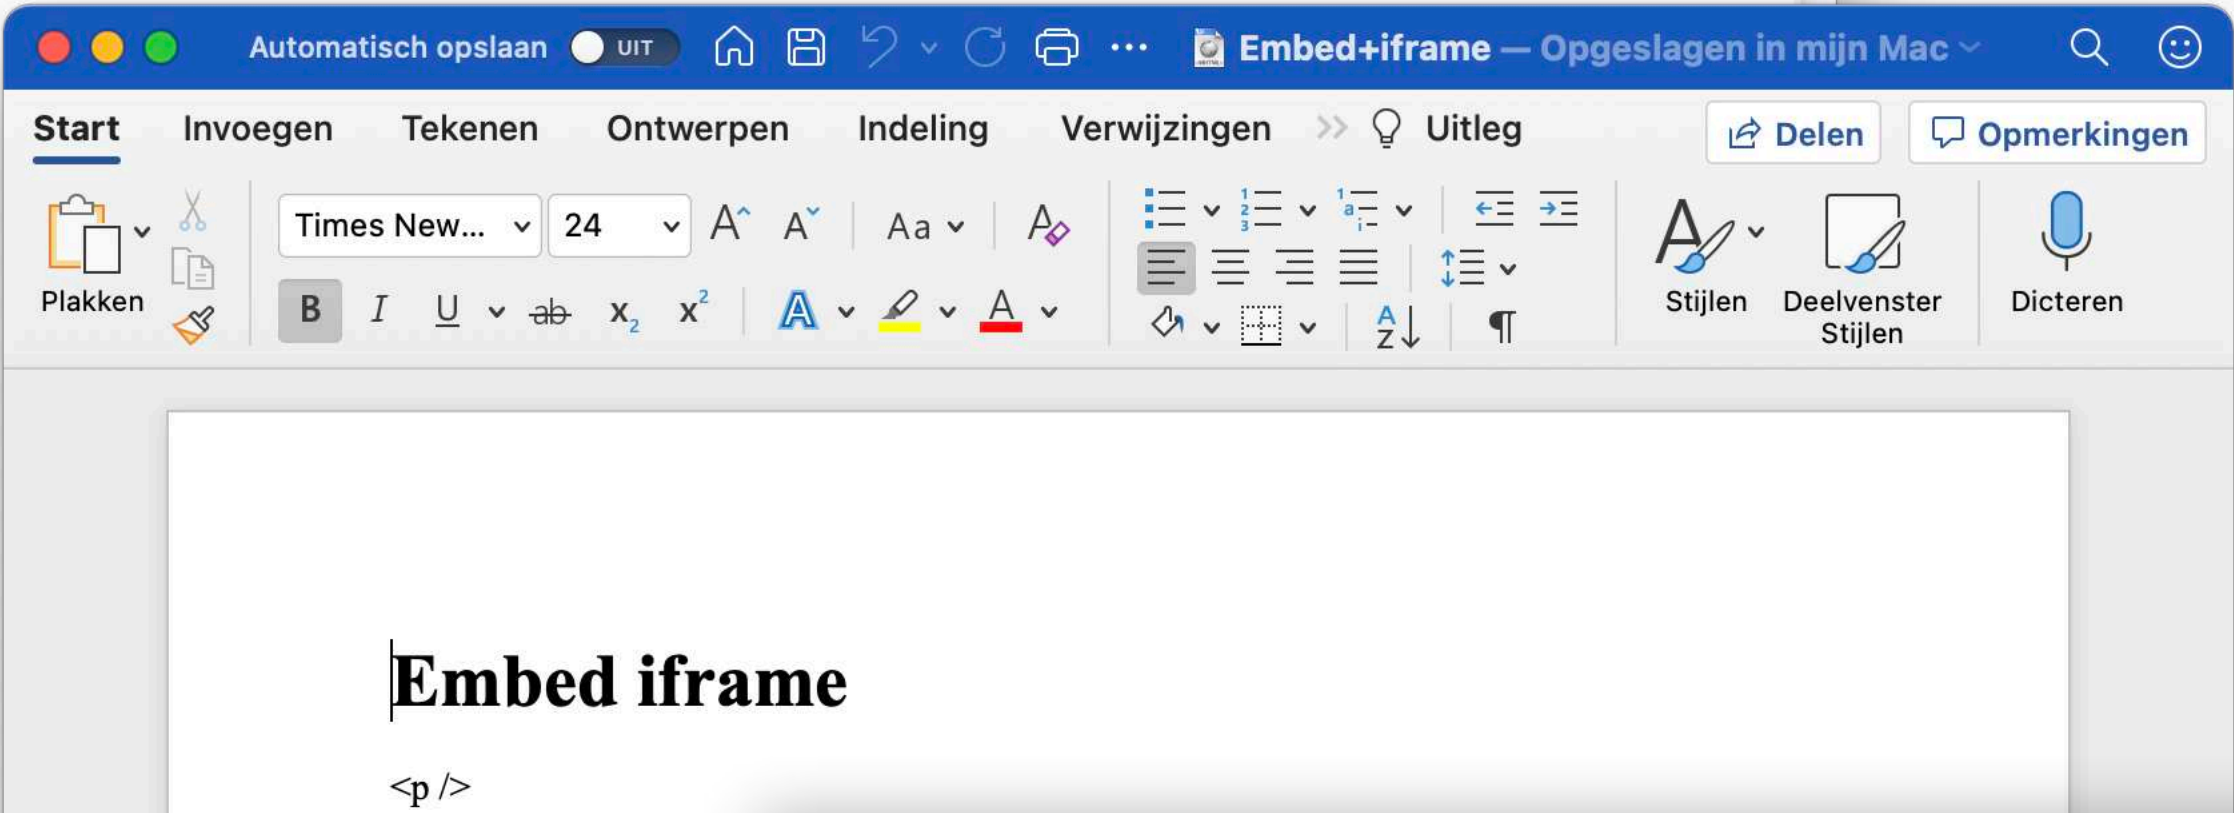 Automatisch opslaan UIT Embed+iframe — Opgeslagen in mijn Mac
Start Invoegen Tekenen Ontwerpen Indeling Verwijzingen Uitleg Delen Opmerkingen
Times New... 24
Plakken Stijlen Deelvenster Stijlen Dicteren
Embed iframe
<p />